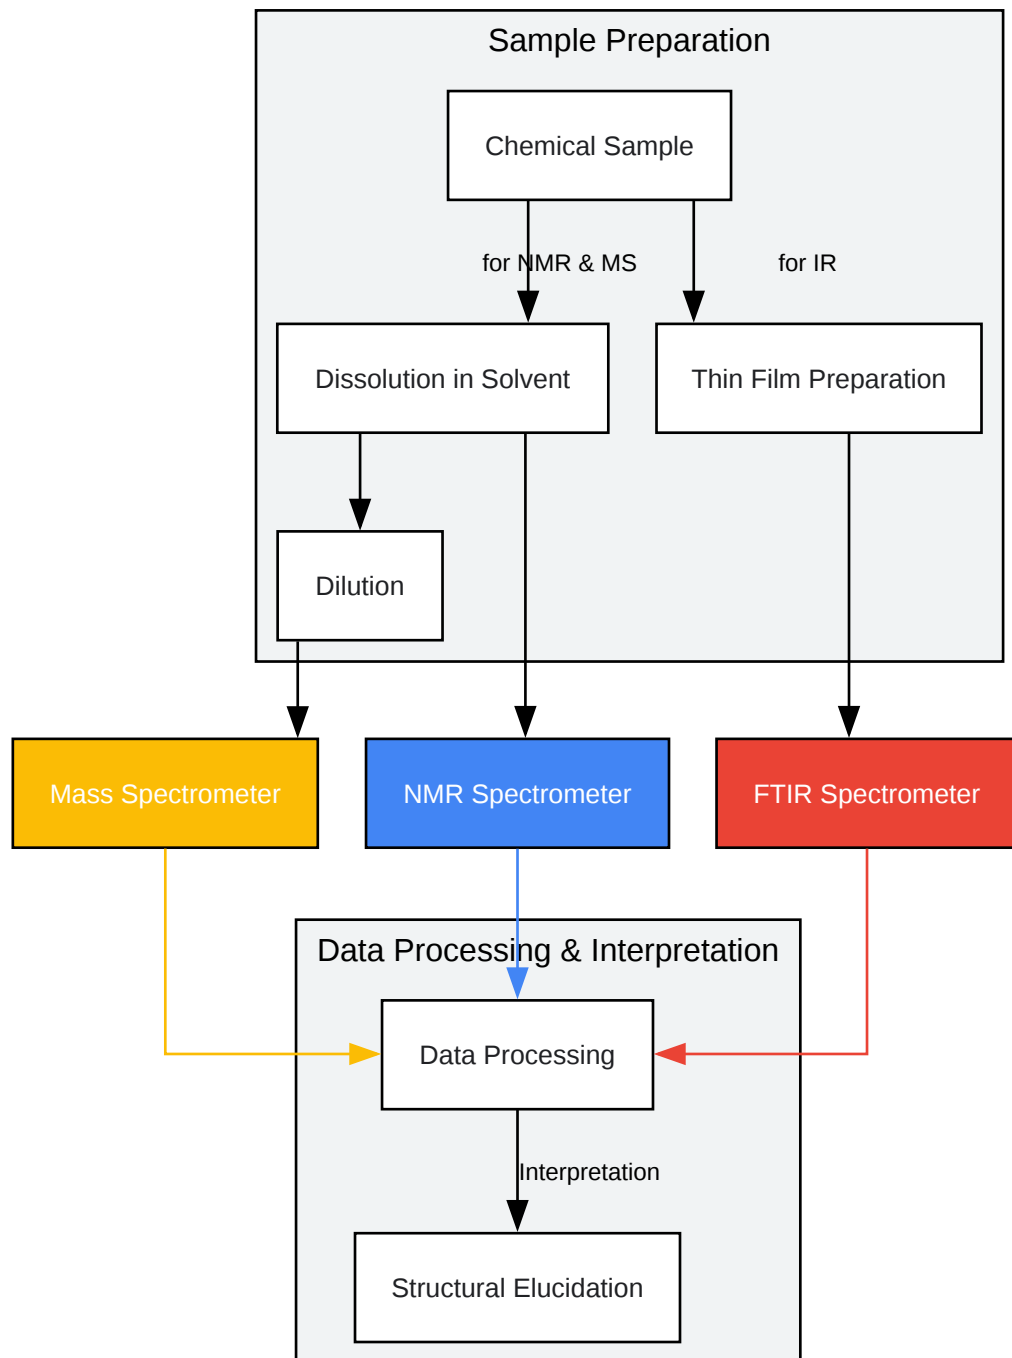 Sample Preparation
Chemical Sample
for NMR & MS
for IR
Dissolution in Solvent
Thin Film Preparation
Dilution
Mass Spectrometer
NMR Spectrometer
FTIR Spectrometer
Data Processing & Interpretation
Data Processing
Interpretation
Structural Elucidation